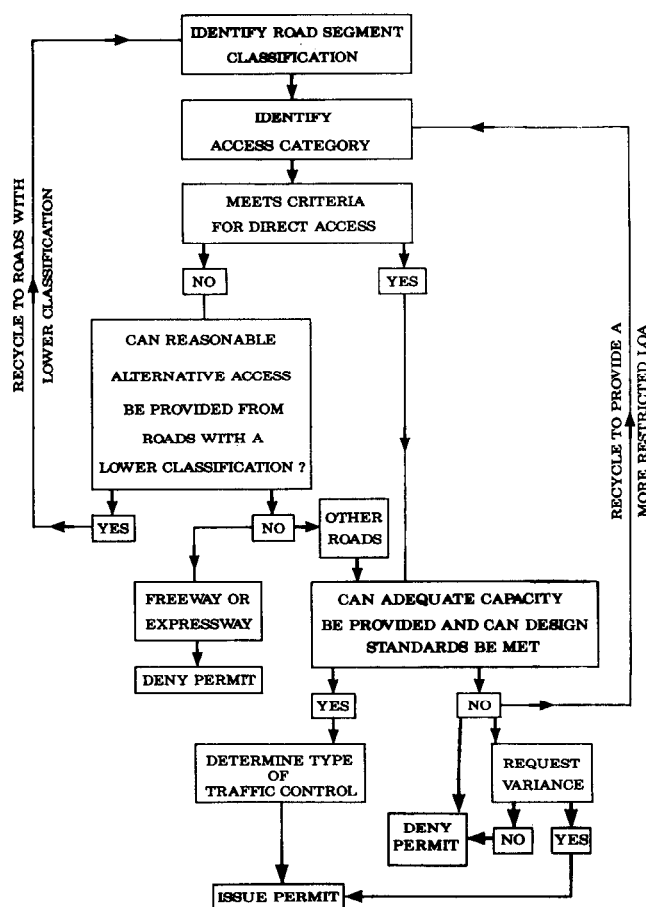 IDENTIFY ROAD SEGMENT
CLASSIFICATION
IDENTIFY
ACCESS CATEGORY
MEETS CRITERIA
FOR DIRECT ACCESS
NO
YES
RECYCLE TO ROADS WITH
LOWER CLASSIFICATION
RECYCLE TO PROVIDE A
MORE RESTRICTED LOA
CAN REASONABLE
ALTERNATIVE ACCESS
BE PROVIDED FROM
ROADS WITH A
LOWER CLASSIFICATION ?
YES
NO
OTHER
ROADS
FREEWAY OR
EXPRESSWAY
DENY PERMIT
CAN ADEQUATE CAPACITY
BE PROVIDED AND CAN DESIGN
STANDARDS BE MET
YES
NO
DETERMINE TYPE
OF
TRAFFIC CONTROL
REQUEST
VARIANCE
DENY
PERMIT
NO
YES
ISSUE PERMIT